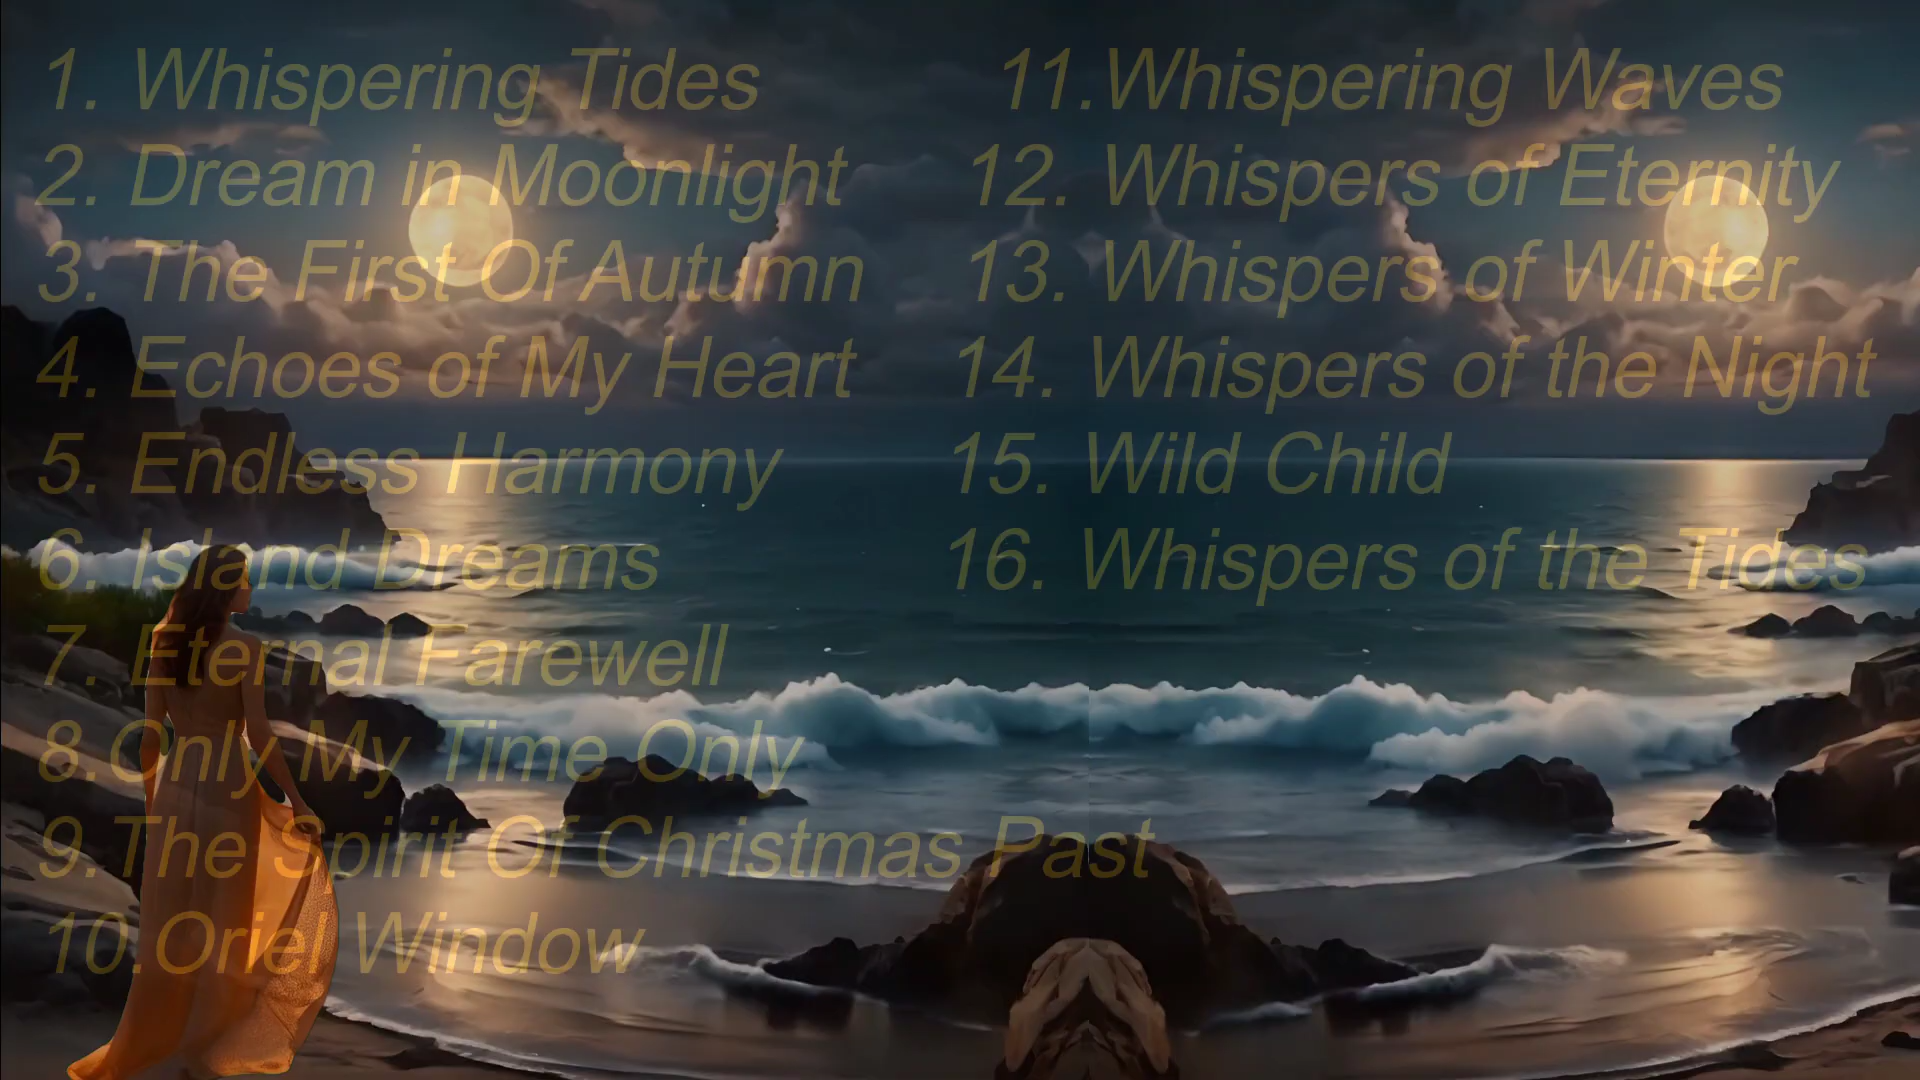 1. Whispering Tides
2. Dream in Moonlight
3. The First Of Autumn
4. Echoes of My Heart
5. Endless Harmony
6. Island Dreams
7. Eternal Farewell
8.Only My Time Only
9.The Spirit Of Christmas Past
10.Oriel Window
11.Whispering Waves
12. Whispers of Eternity
13. Whispers of Winter
14. Whispers of the Night
15. Wild Child
16. Whispers of the Tides